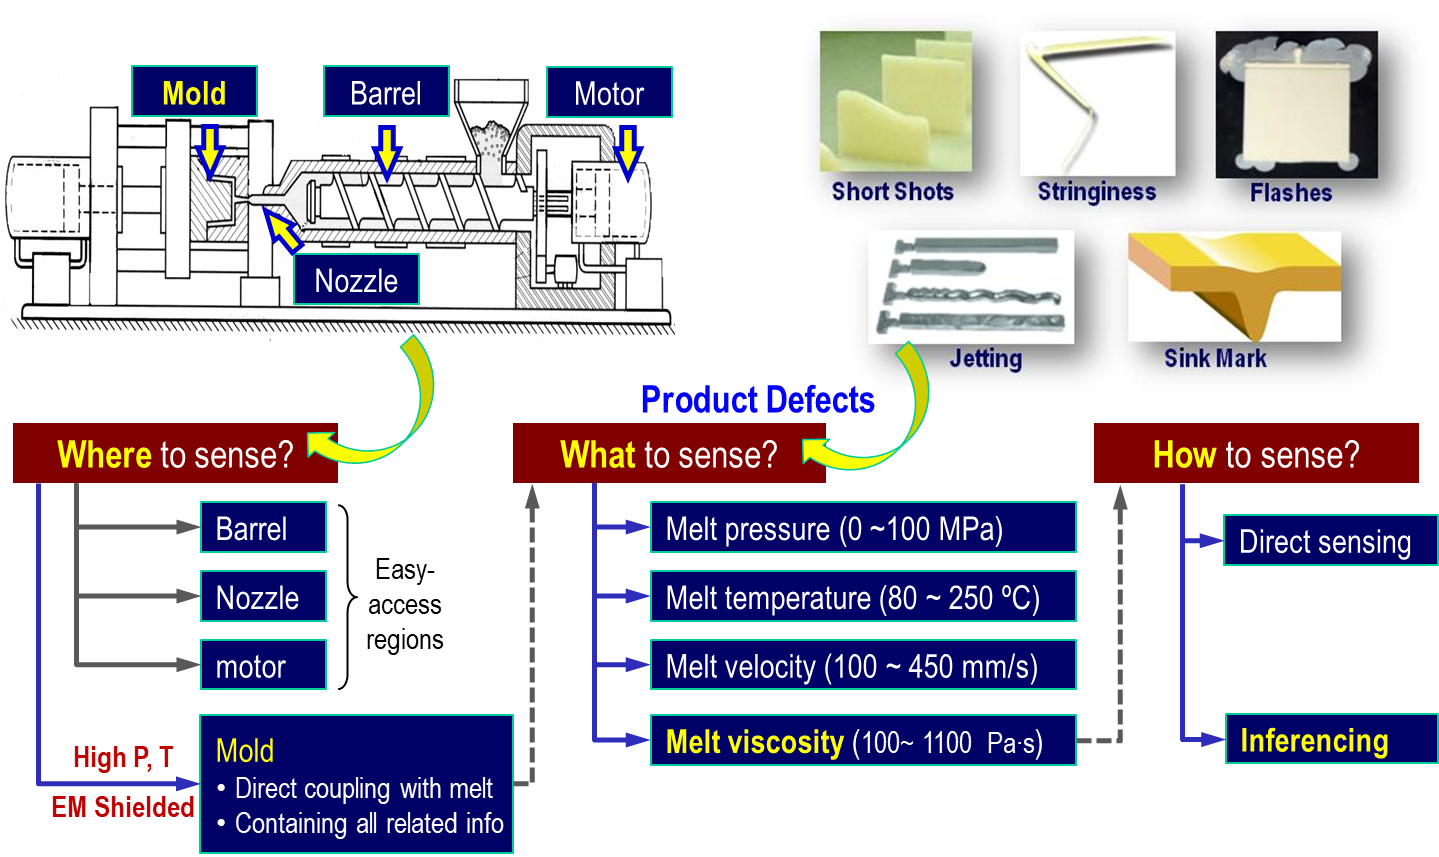 Mold
Barrel
Motor
Nozzle
Short Shots
Stringiness
Flashes
Jetting
Sink Mark
Product Defects
Where to sense?
Barrel
Nozzle
motor
Easy-
access
regions
High P, T
EM Shielded
Mold
• Direct coupling with melt
• Containing all related info
What to sense?
Melt pressure (0 ~100 MPa)
Melt temperature (80 ~ 250 ºC)
Melt velocity (100 ~ 450 mm/s)
Melt viscosity (100~ 1100 Pa·s)
How to sense?
Direct sensing
Inferencing